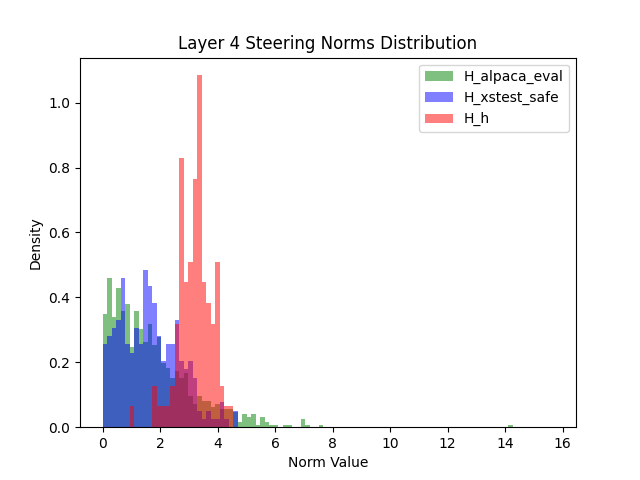 Layer 4 Steering Norms Distribution
H_alpaca_eval
H_xstest_safe
H_h
Density
1.0
0.8
0.6
0.4
0.2
0.0
0 2 4 6 8 10 12 14 16
Norm Value